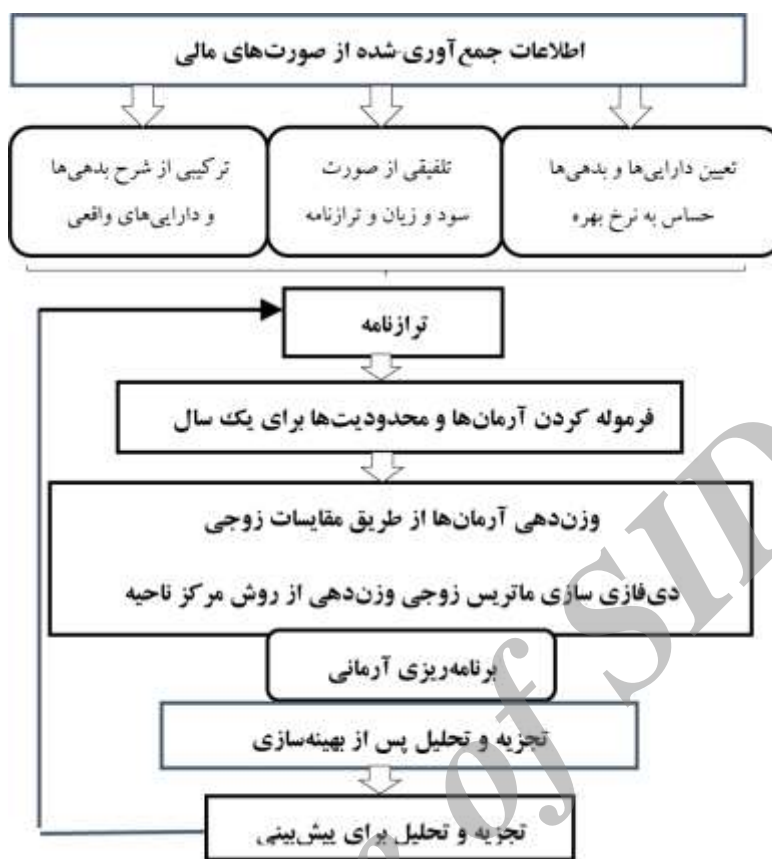 اطلاعات جمع‌آوری‌شده از صورت‌های مالی
تعیین دارایی‌ها و بدهی‌ها
حساس به نرخ بهره
تلفیقی از صورت
سود و زیان و ترازنامه
ترکیبی از شرح بدهی‌ها
و دارایی‌های واقعی
ترازنامه
فرموله کردن آرمان‌ها و محدودیت‌ها برای یک سال
وزن‌دهی آرمان‌ها از طریق مقایسات زوجی
دی‌فازی سازی ماتریس زوجی وزن‌دهی از روش مرکز ناحیه
برنامه‌ریزی آرمانی
تجزیه و تحلیل پس از بهینه‌سازی
تجزیه و تحلیل برای پیش‌بینی
of SID